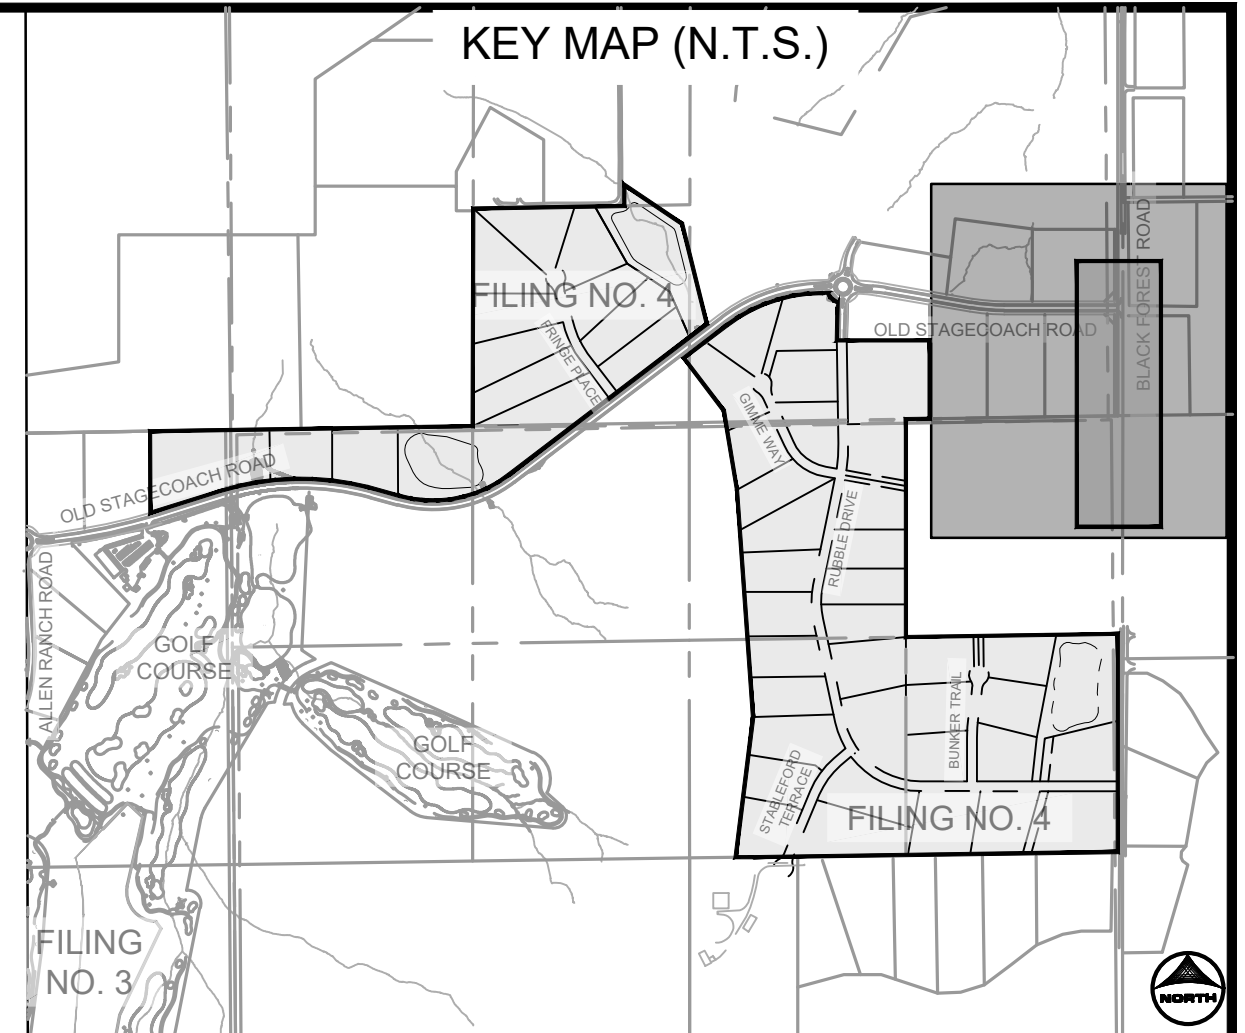 KEY MAP (N.T.S.)
FILING NO. 4
FRINGE PLACE
OLD STAGECOACH ROAD
BLACK FOREST ROAD
GIMME WAY
OLD STAGECOACH ROAD
RUBBLE DRIVE
ALLEN RANCH ROAD
GOLF
COURSE
GOLF
COURSE
BUNKER TRAIL
STABLEFORD
TERRACE
FILING NO. 4
FILING
NO. 3
NORTH